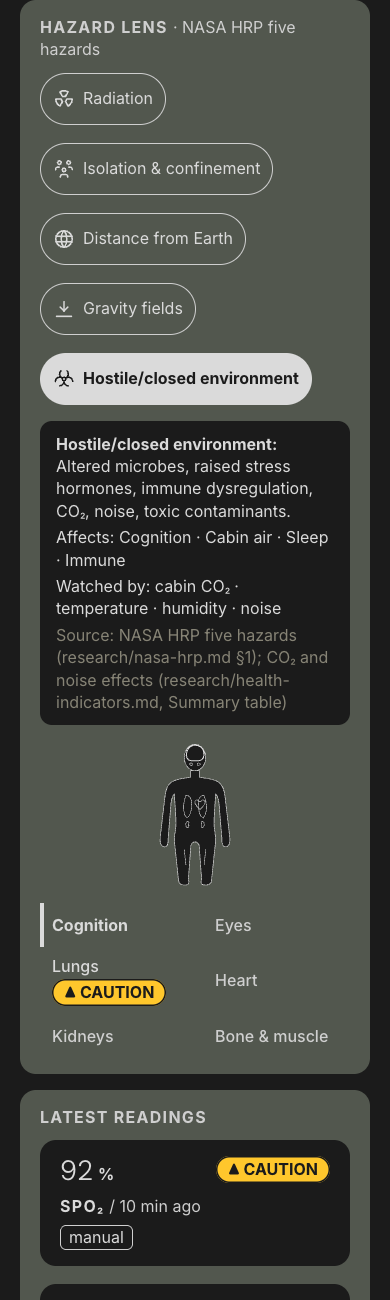 HAZARD LENS · NASA HRP five
hazards
Radiation
Isolation & confinement
Distance from Earth
Gravity fields
Hostile/closed environment
Hostile/closed environment:
Altered microbes, raised stress
hormones, immune dysregulation,
CO₂, noise, toxic contaminants.
Affects: Cognition · Cabin air · Sleep
· Immune
Watched by: cabin CO₂ ·
temperature · humidity · noise
Source: NASA HRP five hazards
(research/nasa-hrp.md §1); CO₂ and
noise effects (research/health-
indicators.md, Summary table)
Cognition
Eyes
Lungs
CAUTION
Heart
Kidneys
Bone & muscle
LATEST READINGS
92 %
CAUTION
SPO₂ / 10 min ago
manual